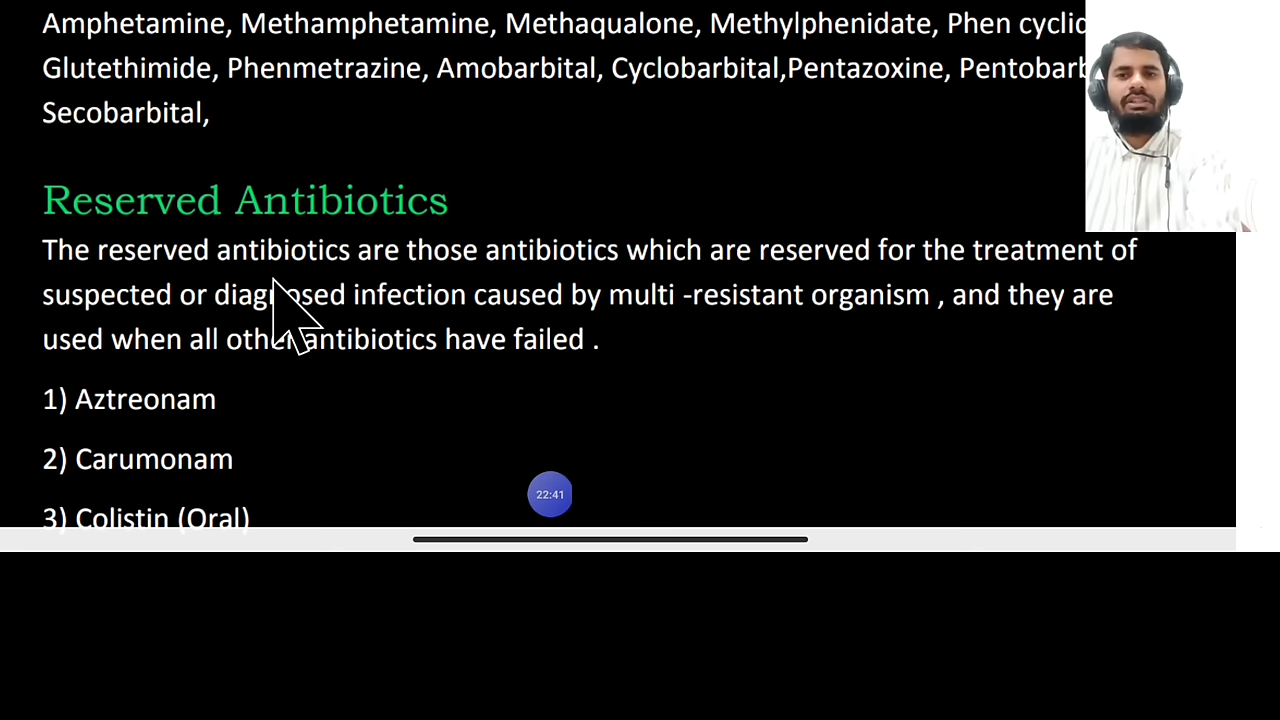 Amphetamine, Methamphetamine, Methaqualone, Methylphenidate, Phen
Glutethimide, Phenmetrazine, Amobarbital, Cyclobarbital,Pentazoxine,
Secobarbital,
Reserved Antibiotics
The reserved antibiotics are those antibiotics which are reserved for the treatment of
suspected or diagnosed infection caused by multi -resistant organism , and they are
used when all other antibiotics have failed .
1) Aztreonam
2) Carumonam
22:41
3) Colistin (Oral)